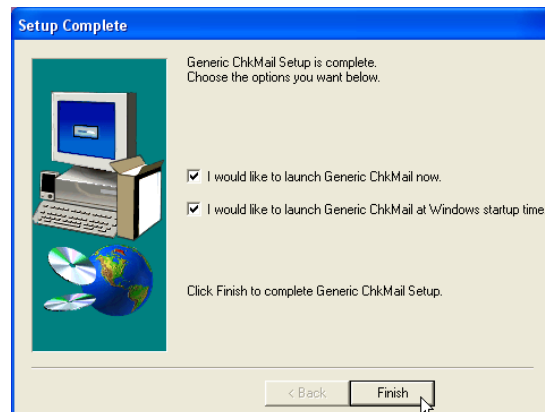 Setup Complete
Generic ChkMail Setup is complete.
Choose the options you want below.
I would like to launch Generic ChkMail now.
I would like to launch Generic ChkMail at Windows startup time
Click Finish to complete Generic ChkMail Setup.
< Back
Finish